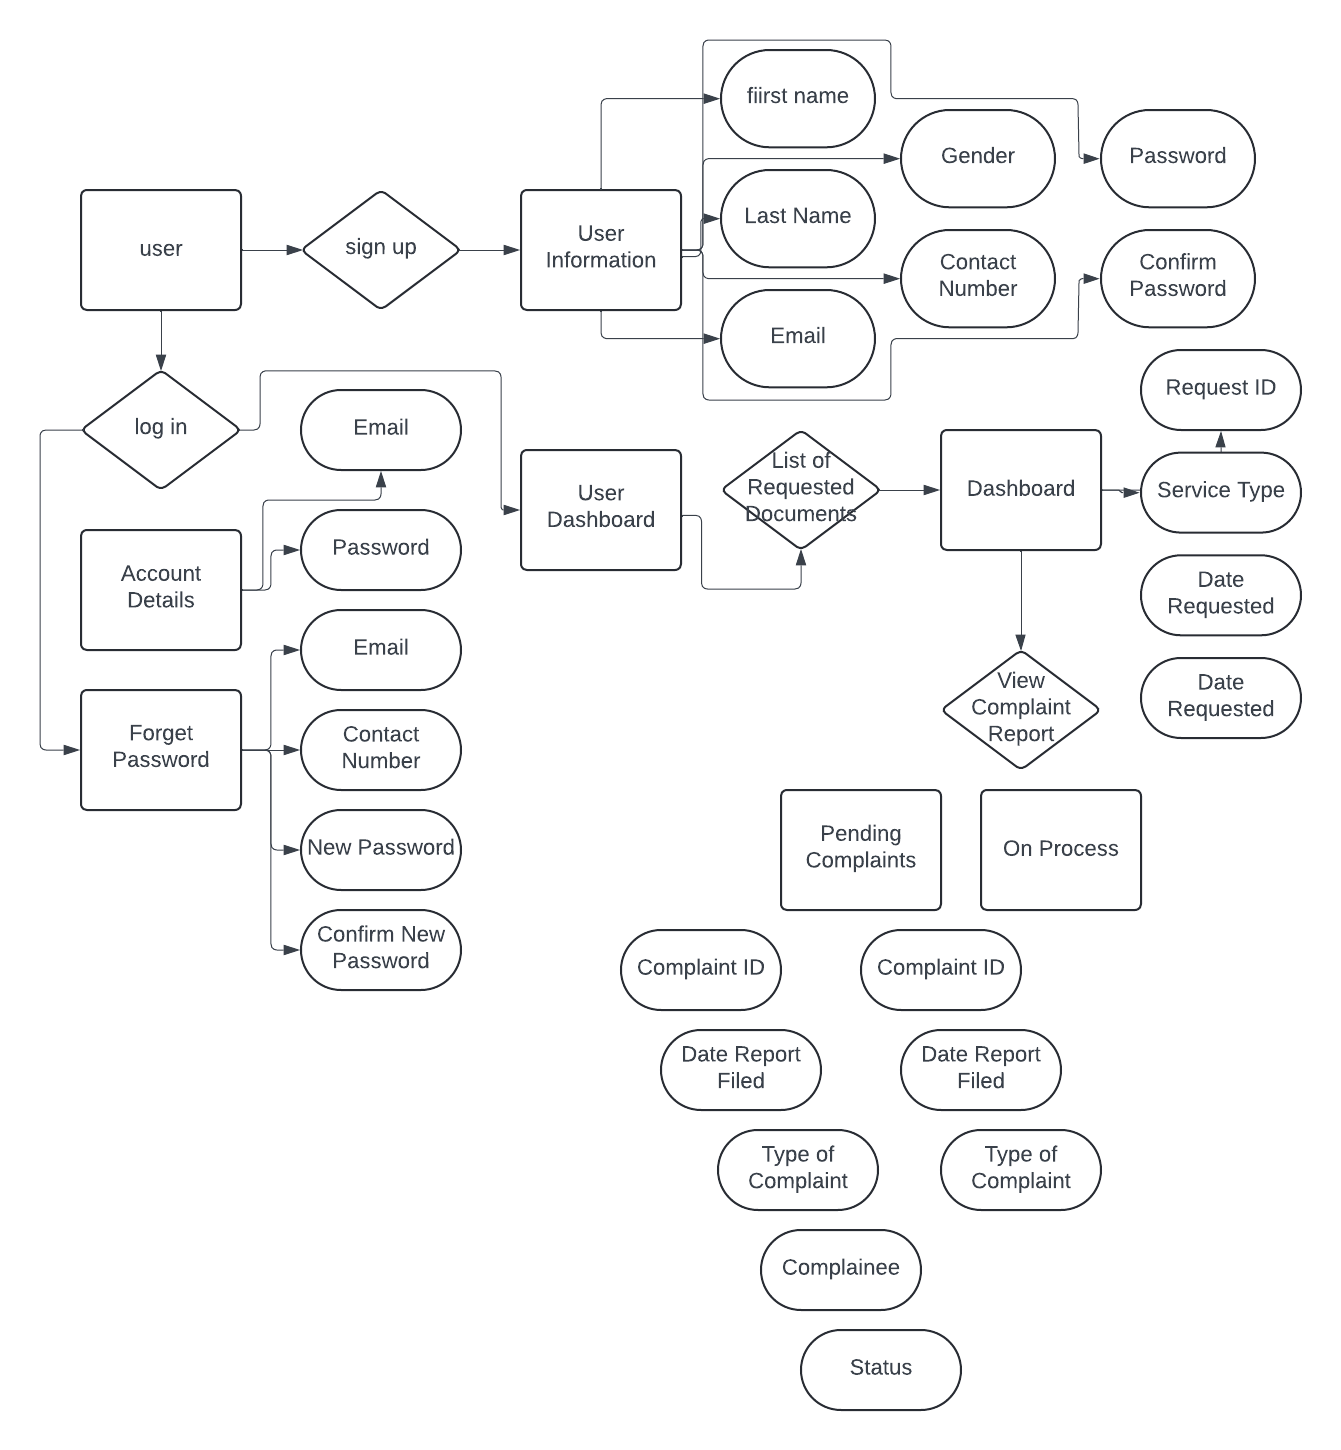 fiirst name
Gender
Password
user
sign up
User
Information
Last Name
Contact
Number
Confirm
Password
Email
log in
Email
Request ID
User
Dashboard
List of
Requested
Documents
Dashboard
Service Type
Account
Details
Password
Date
Requested
Email
View
Complaint
Report
Date
Requested
Forget
Password
Contact
Number
New Password
Pending
Complaints
On Process
Confirm New
Password
Complaint ID
Complaint ID
Date Report
Filed
Date Report
Filed
Type of
Complaint
Type of
Complaint
Complainee
Status